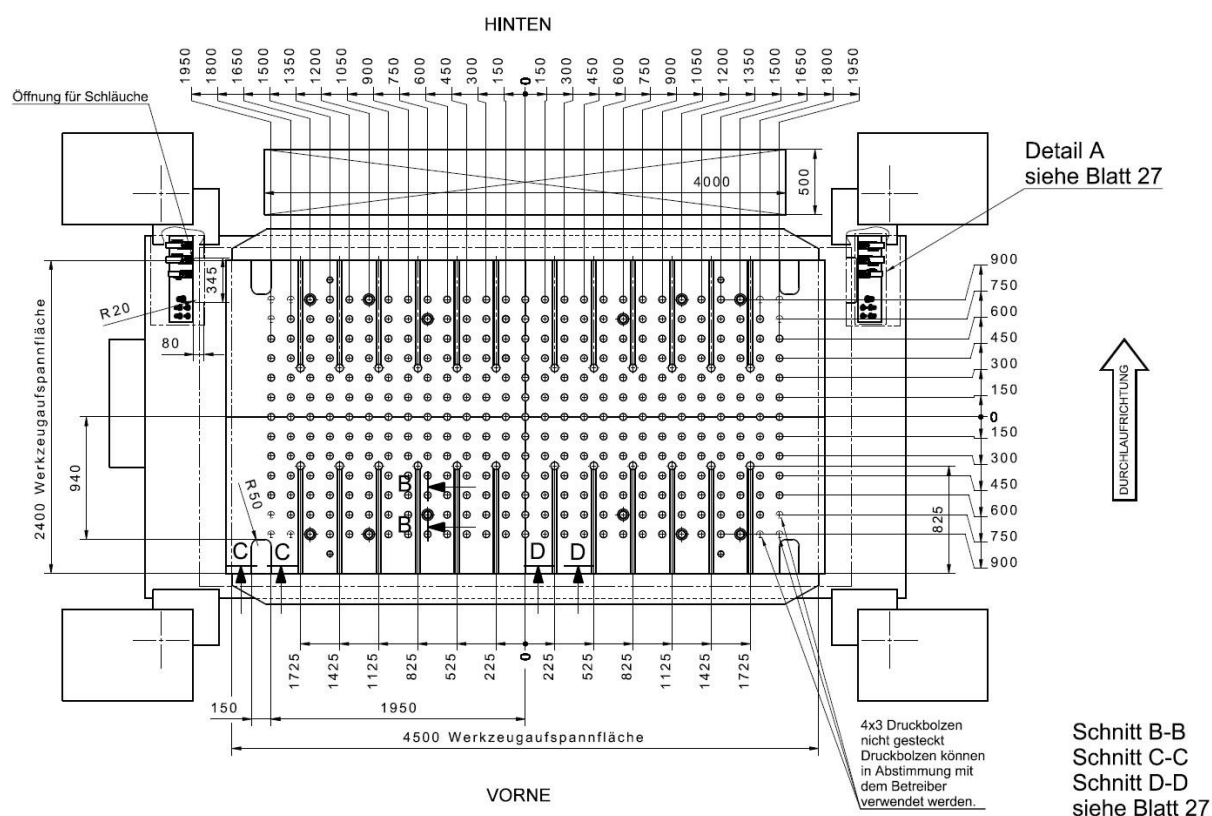 HINTEN
1950 1800 1650 1500 1350 1200 1050 900 750 600 450 300 150 0 150 300 450 600 750 900 1050 1200 1350 1500 1650 1800 1950
Öffnung für Schläuche
Detail A
siehe Blatt 27
4000
500
345
R20
80
2400 Werkzeugaufspannfläche
940
R50
900
750
600
450
300
150
0
150
300
450
600
750
900
DURCHLAUFRICHTUNG
825
B
B
C C
D D
1725 1425 1125 825 525 225 0 225 525 825 1125 1425 1725
150
1950
4500 Werkzeugaufspannfläche
VORNE
4x3 Druckbolzen
nicht gesteckt
Druckbolzen können
in Abstimmung mit
dem Betreiber
verwendet werden.
Schnitt B-B
Schnitt C-C
Schnitt D-D
siehe Blatt 27